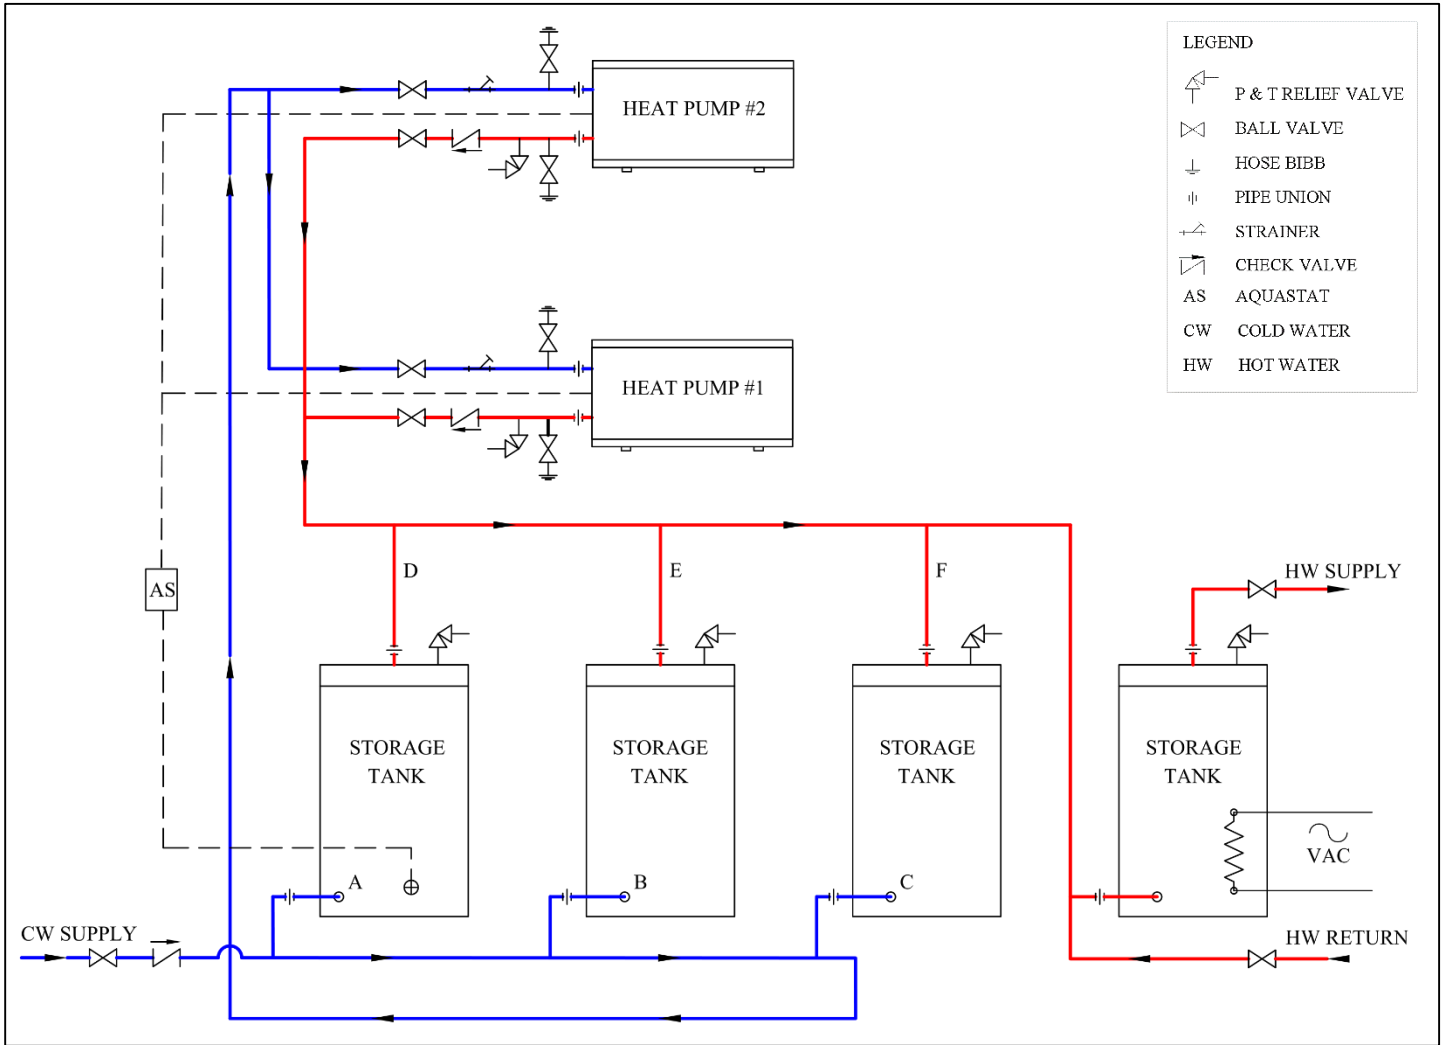 LEGEND
P & T RELIEF VALVE
BALL VALVE
HOSE BIBB
PIPE UNION
STRAINER
CHECK VALVE
AS AQUASTAT
CW COLD WATER
HW HOT WATER
HEAT PUMP #2
HEAT PUMP #1
D
E
F
HW SUPPLY
AS
STORAGE
TANK
STORAGE
TANK
STORAGE
TANK
STORAGE
TANK
VAC
A
B
C
CW SUPPLY
HW RETURN